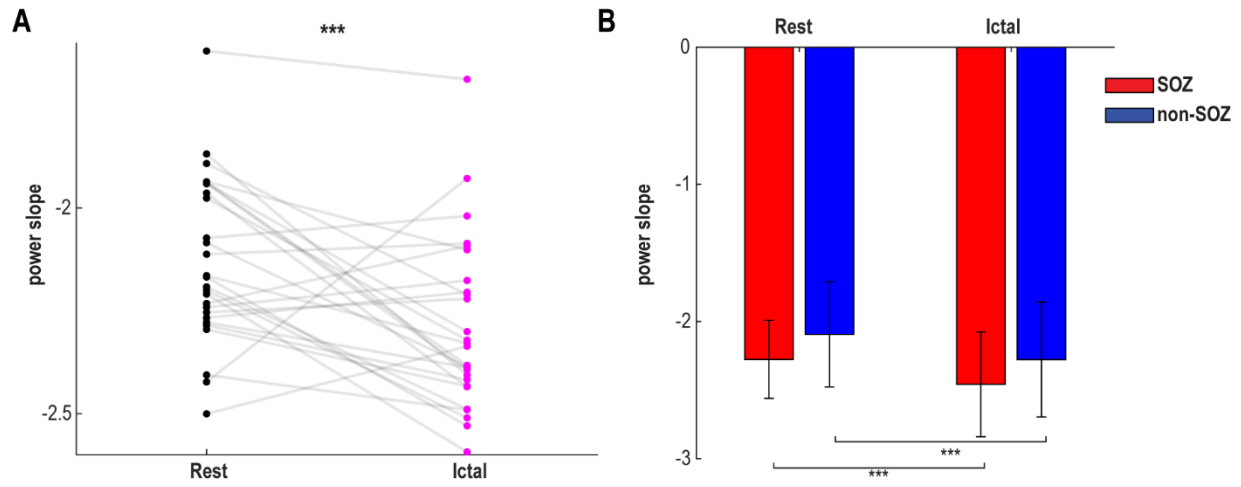 A
***
power slope
-2
-2.5
Rest
Ictal
B
Rest
Ictal
power slope
0
-1
-2
-3
SOZ
non-SOZ
***
***